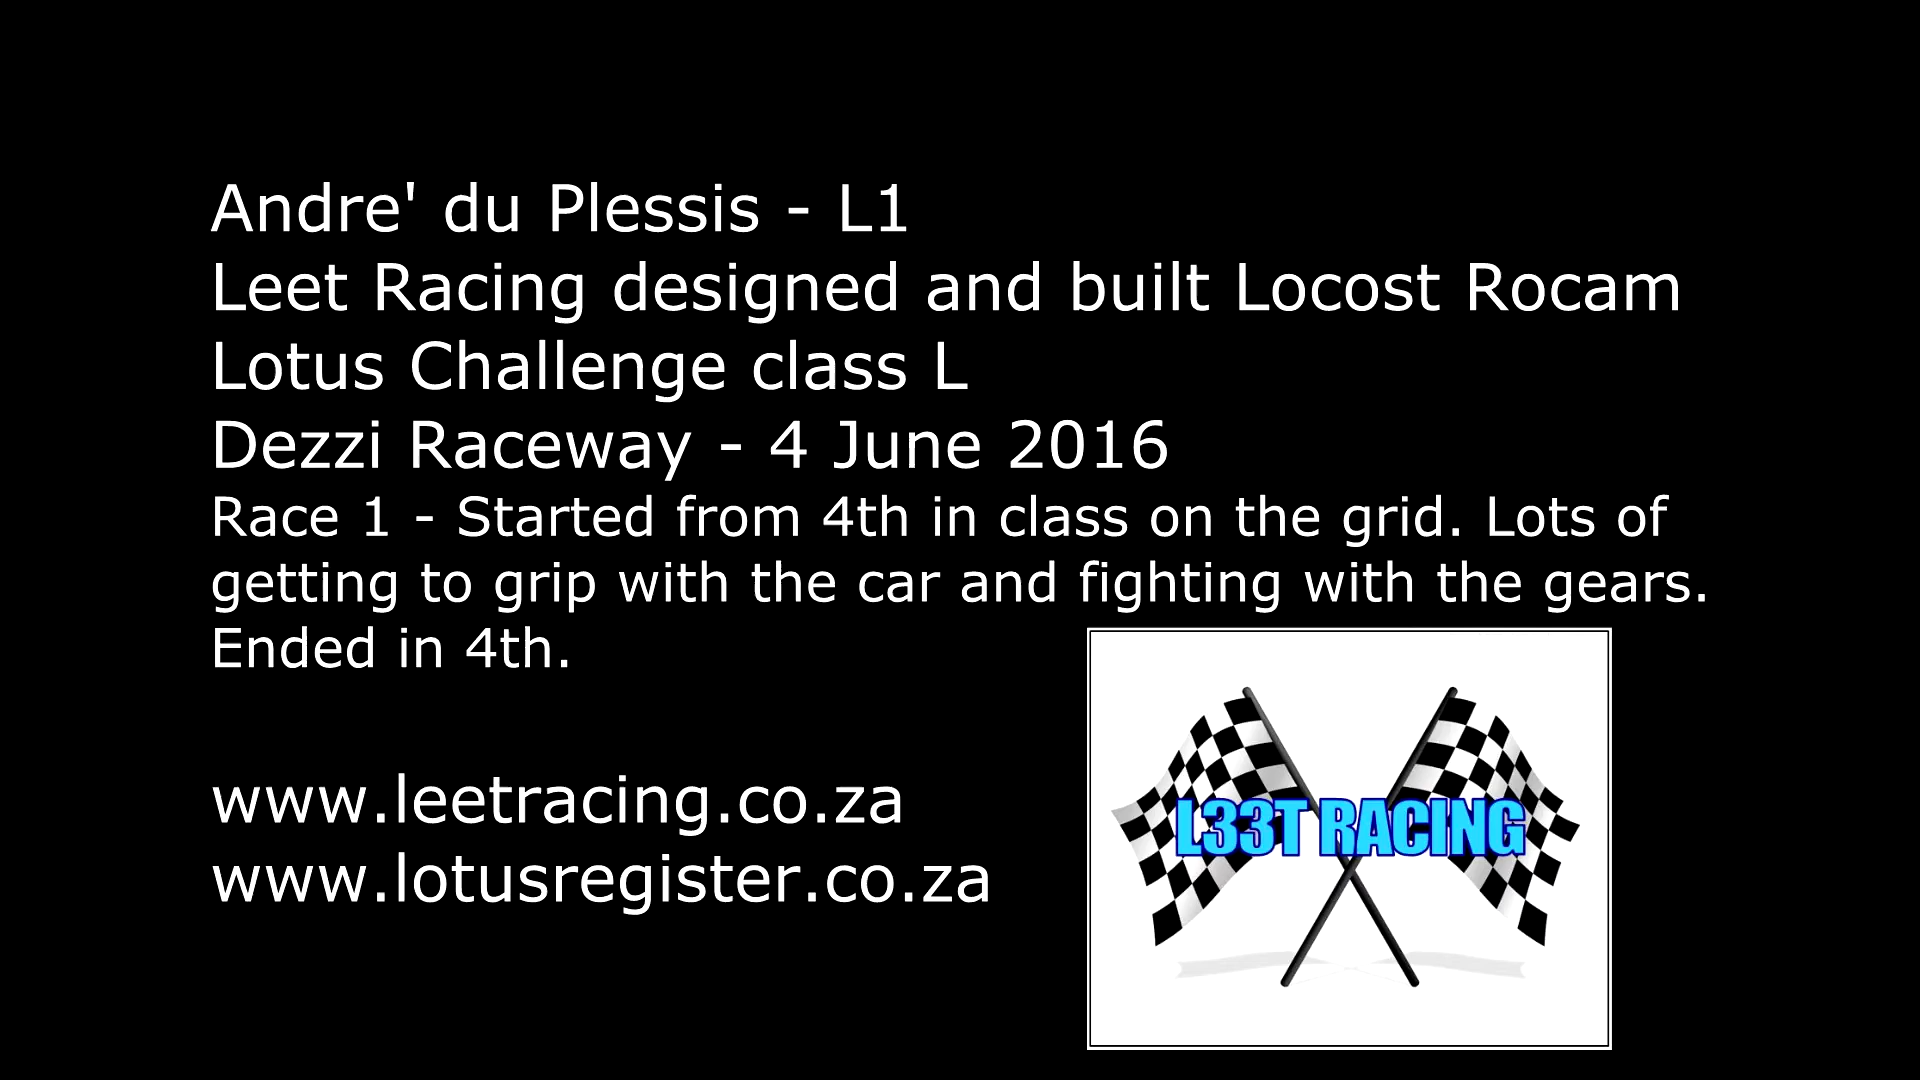 Andre' du Plessis - L1
Leet Racing designed and built Locost Rocam
Lotus Challenge class L
Dezzi Raceway - 4 June 2016
Race 1 - Started from 4th in class on the grid. Lots of
getting to grip with the car and fighting with the gears.
Ended in 4th.
www.leetracing.co.za
www.lotusregister.co.za
L33T RACING